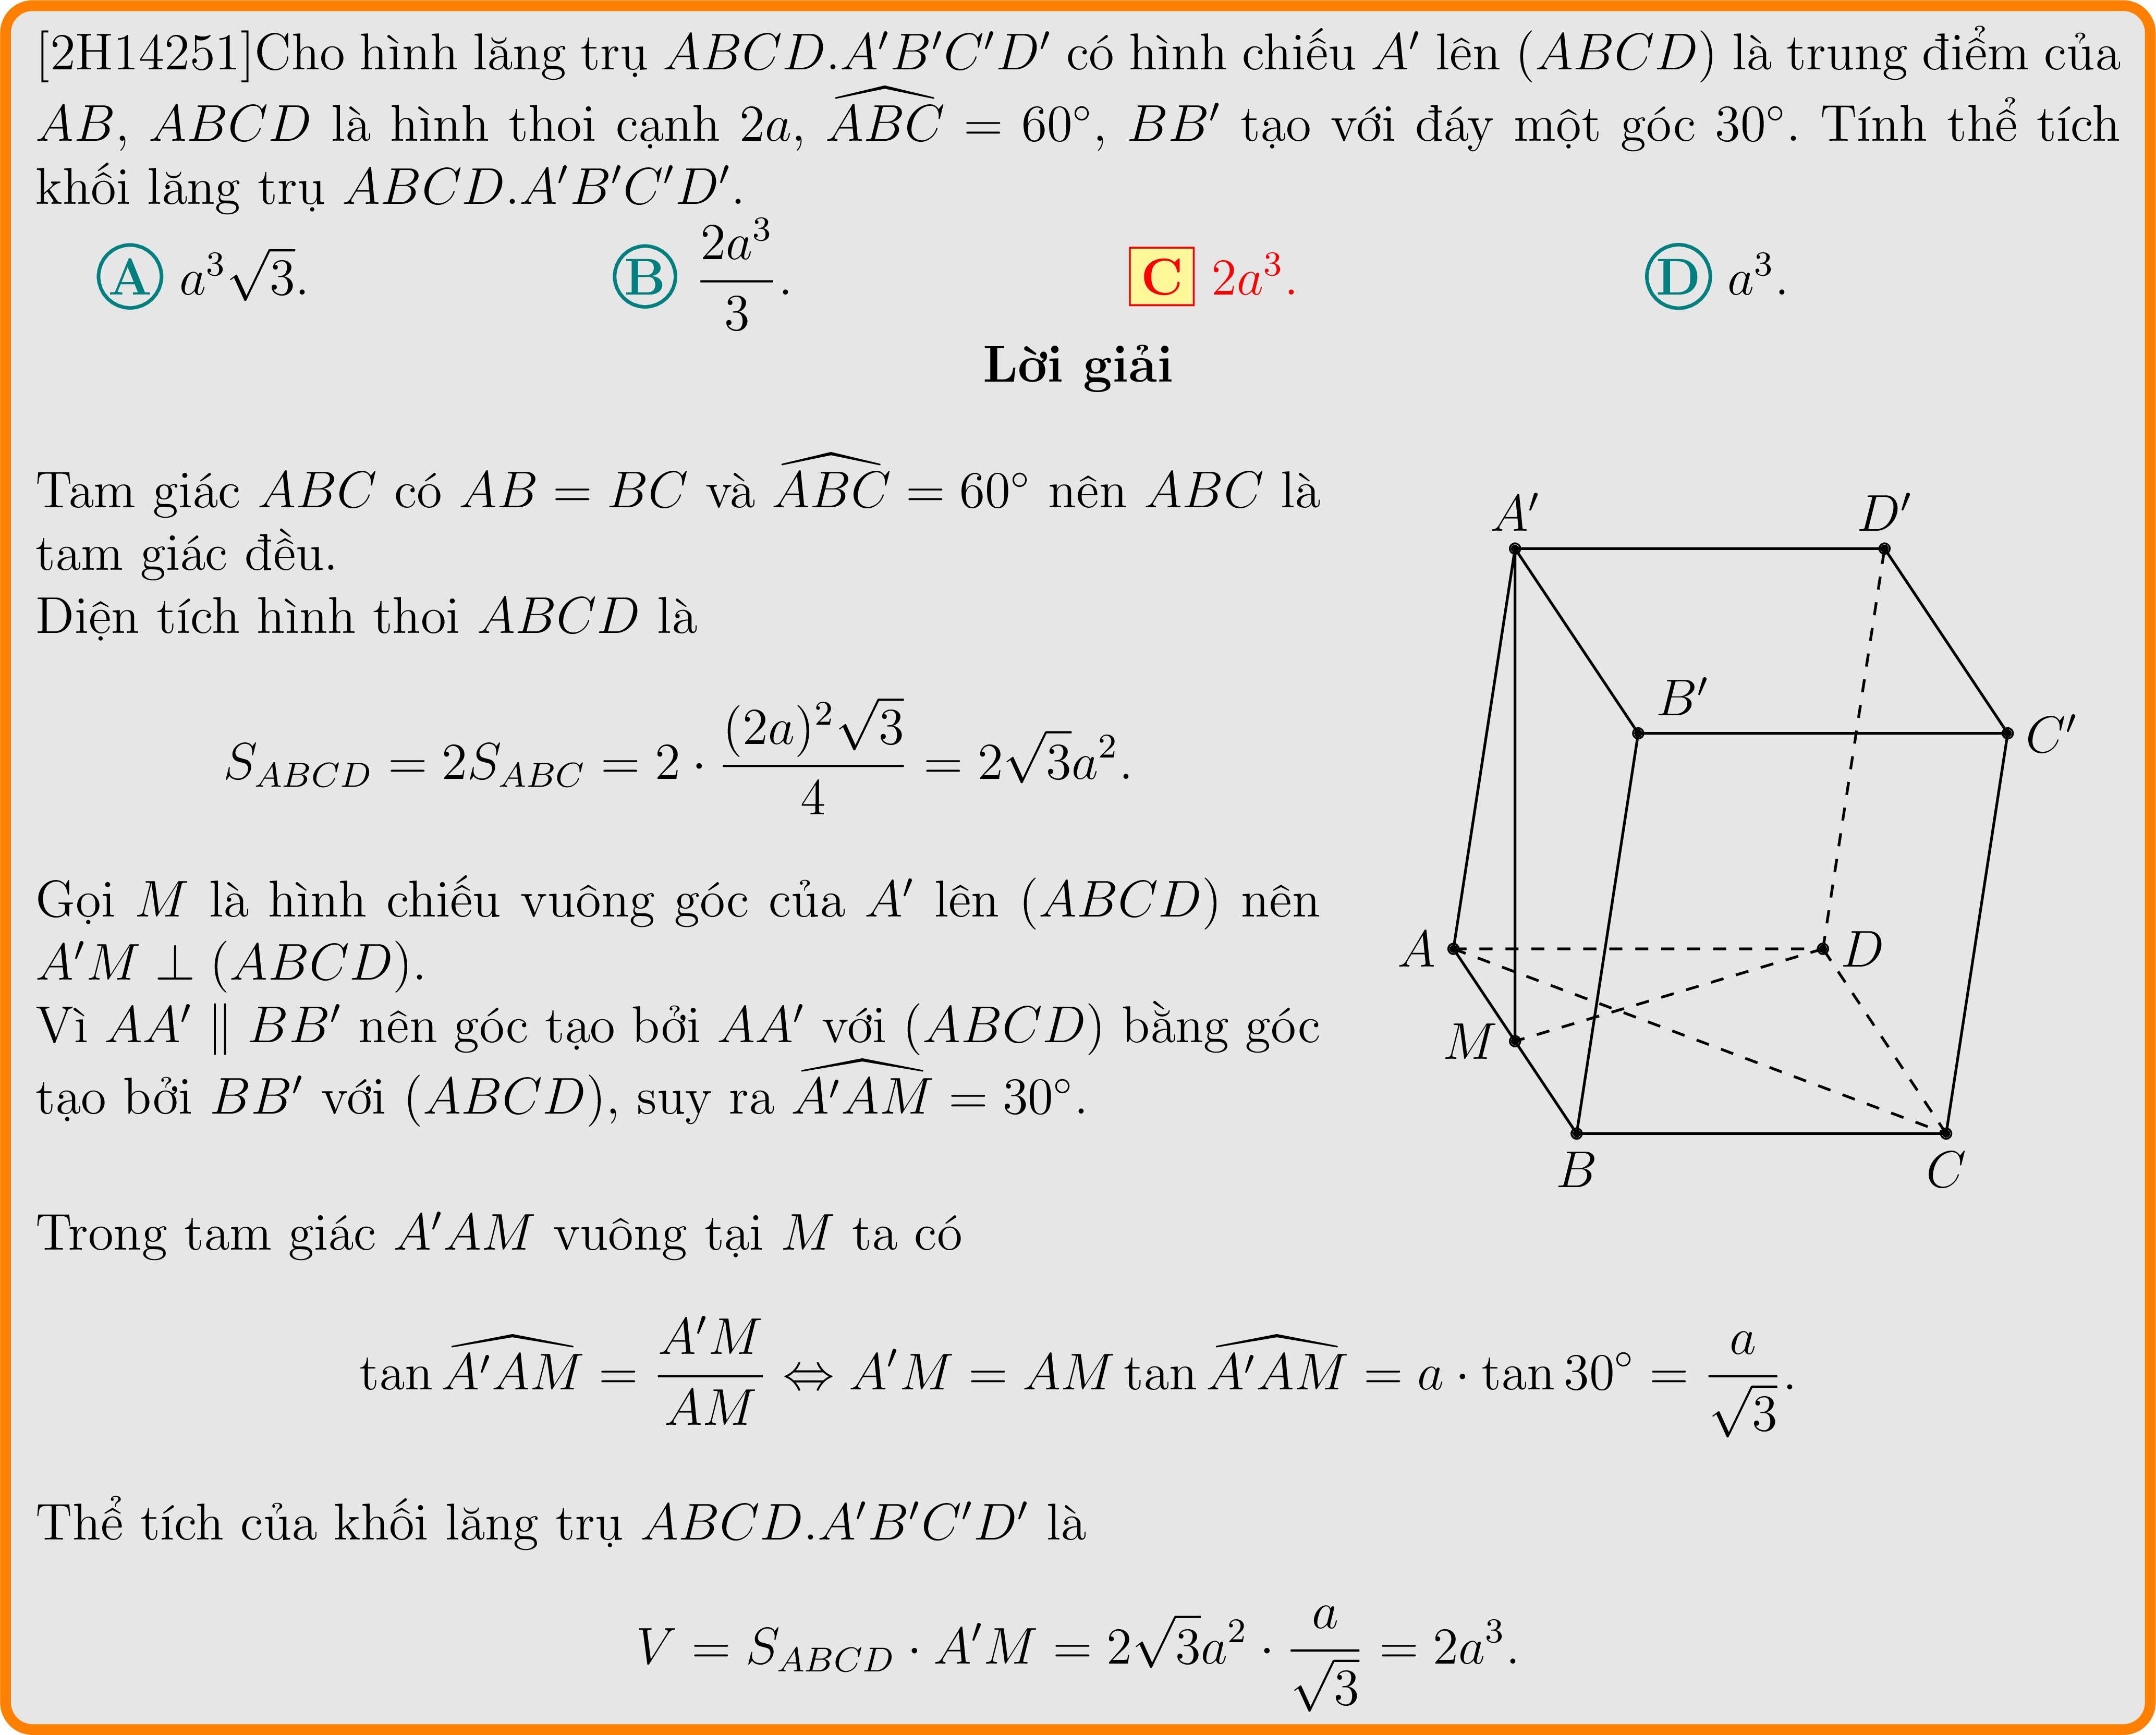 [2H14251]Cho hình lăng trụ ABCD.A′B′C′D′ có hình chiếu A′ lên (ABCD) là trung điểm của
AB, ABCD là hình thoi cạnh 2a, $\widehat{ABC}$ = 60°, BB′ tạo với đáy một góc 30°. Tính thể tích
khối lăng trụ ABCD.A′B′C′D′.
A $a^3\sqrt{3}$. B $\frac{2a^3}{3}$. C $2a^3$. D $a^3$.
Lời giải
Tam giác ABC có AB = BC và $\widehat{ABC}$ = 60° nên ABC là
tam giác đều.
Diện tích hình thoi ABCD là
$S_{ABCD} = 2S_{ABC} = 2 \cdot \frac{(2a)^2\sqrt{3}}{4} = 2\sqrt{3}a^2.$
Gọi M là hình chiếu vuông góc của A′ lên (ABCD) nên
A′M ⊥ (ABCD).
Vì AA′ ∥ BB′ nên góc tạo bởi AA′ với (ABCD) bằng góc
tạo bởi BB′ với (ABCD), suy ra $\widehat{A'AM}$ = 30°.
A′
D′
B′
C′
A
D
M
B
C
Trong tam giác A′AM vuông tại M ta có
$\tan \widehat{A'AM} = \frac{A'M}{AM} \Leftrightarrow A'M = AM \tan \widehat{A'AM} = a \cdot \tan 30° = \frac{a}{\sqrt{3}}.$
Thể tích của khối lăng trụ ABCD.A′B′C′D′ là
$V = S_{ABCD} \cdot A'M = 2\sqrt{3}a^2 \cdot \frac{a}{\sqrt{3}} = 2a^3.$